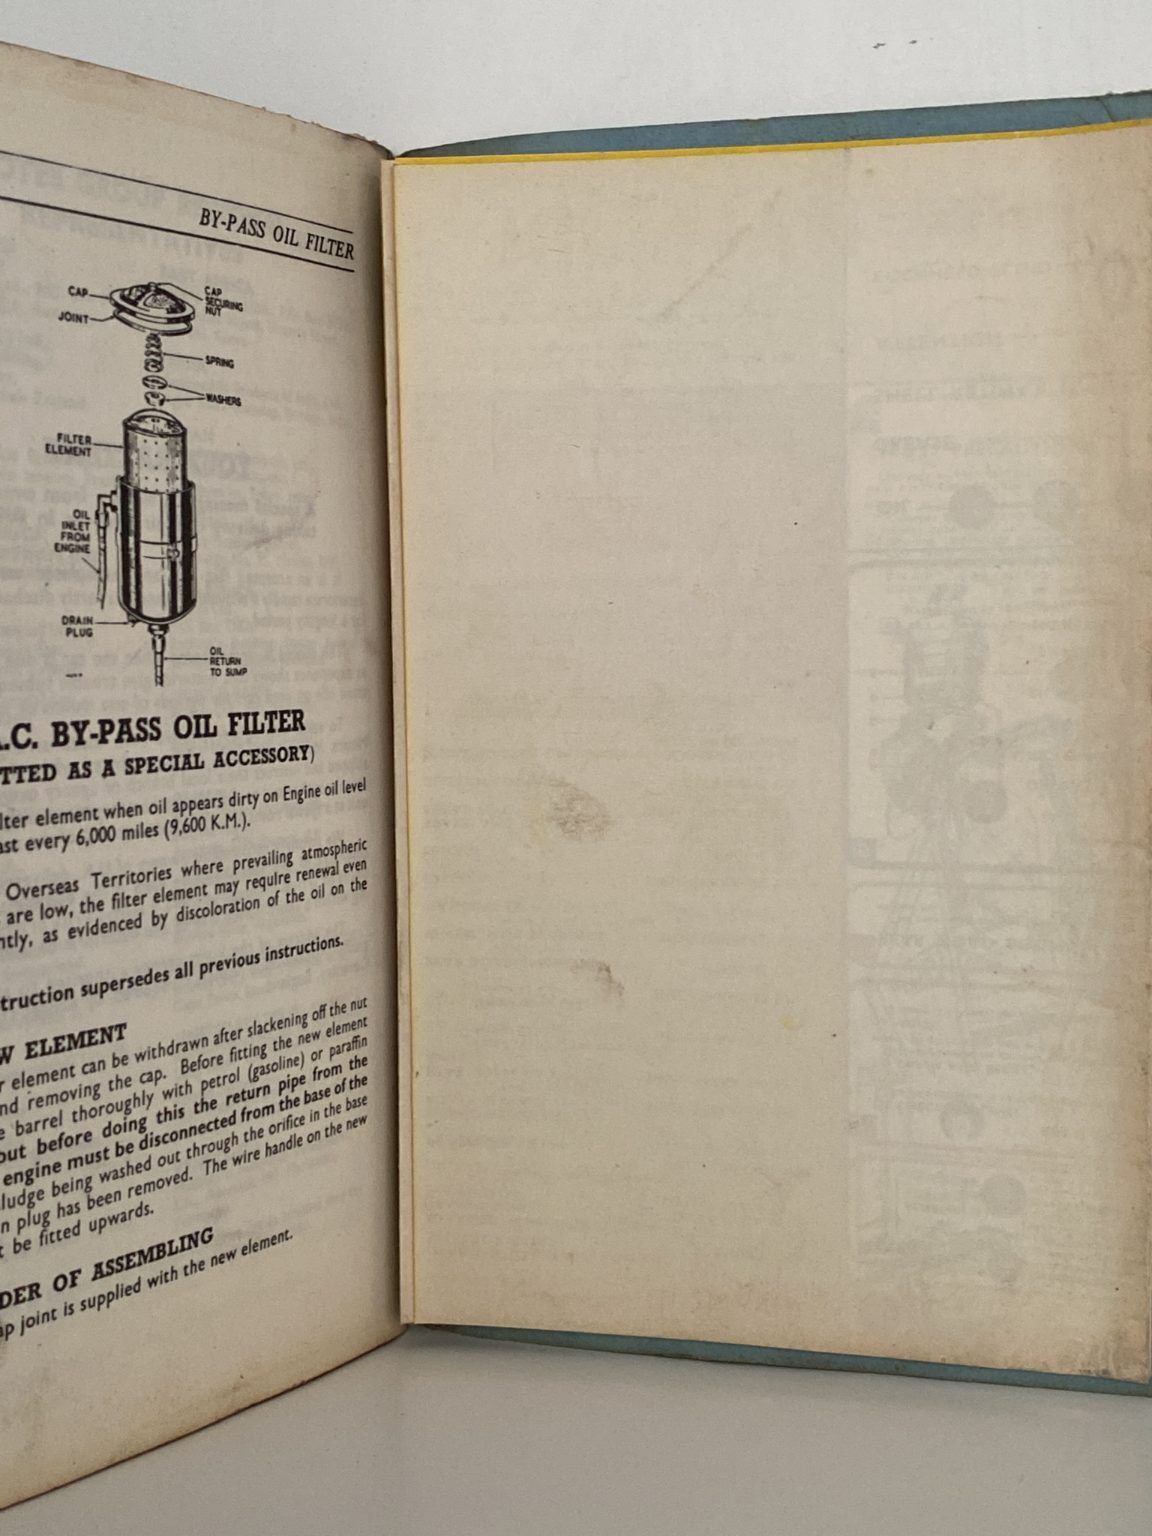 BY-PASS OIL FILTER
CAP
CAP
SECURING
NUT
JOINT
SPRING
WASHERS
FILTER
ELEMENT
OIL
INLET
FROM
ENGINE
DRAIN
PLUG
OIL
RETURN
TO SUMP
.C. BY-PASS OIL FILTER
TTED AS A SPECIAL ACCESSORY)
lter element when oil appears dirty on Engine oil level
ast every 6,000 miles (9,600 K.M.).
Overseas Territories where prevailing atmospheric
are low, the filter element may require renewal even
ntly, as evidenced by discoloration of the oil on the
truction supersedes all previous instructions.
W ELEMENT
r element can be withdrawn after slackening off the nut
nd removing the cap. Before fitting the new element
e barrel thoroughly with petrol (gasoline) or paraffin
out before doing this the return pipe from the
engine must be disconnected from the base of the
ludge being washed out through the orifice in the base
n plug has been removed. The wire handle on the new
t be fitted upwards.
DER OF ASSEMBLING
ap joint is supplied with the new element.